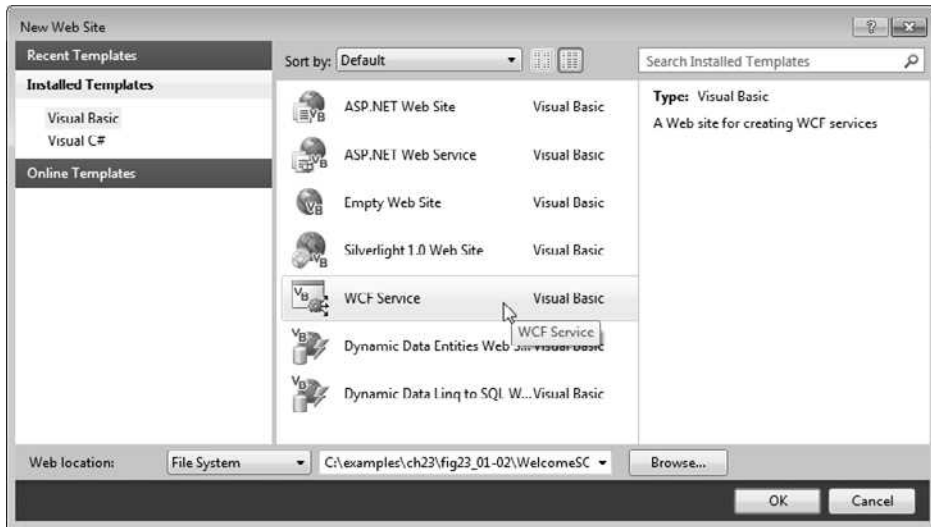 New Web Site
Recent Templates
Installed Templates
Visual Basic
Visual C#
Online Templates
Sort by: Default
Search Installed Templates
ASP.NET Web Site Visual Basic
ASP.NET Web Service Visual Basic
Empty Web Site Visual Basic
Silverlight 1.0 Web Site Visual Basic
WCF Service Visual Basic
WCF Service
Dynamic Data Entities Web S... Visual Basic
Dynamic Data Linq to SQL W... Visual Basic
Type: Visual Basic
A Web site for creating WCF services
Web location: File System C:\examples\ch23\fig23_01-02\WelcomeSC Browse...
OK Cancel